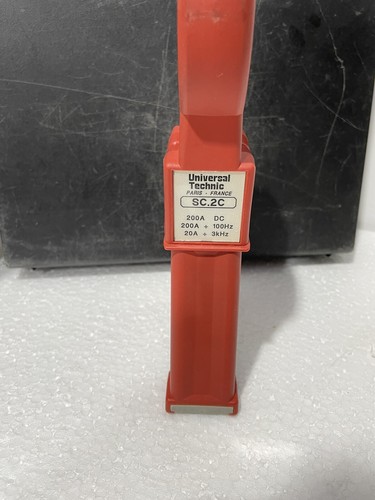 Universal
Technic
PARIS - FRANCE
SC.2C
200A DC
200A ÷ 100Hz
20A ÷ 3kHz